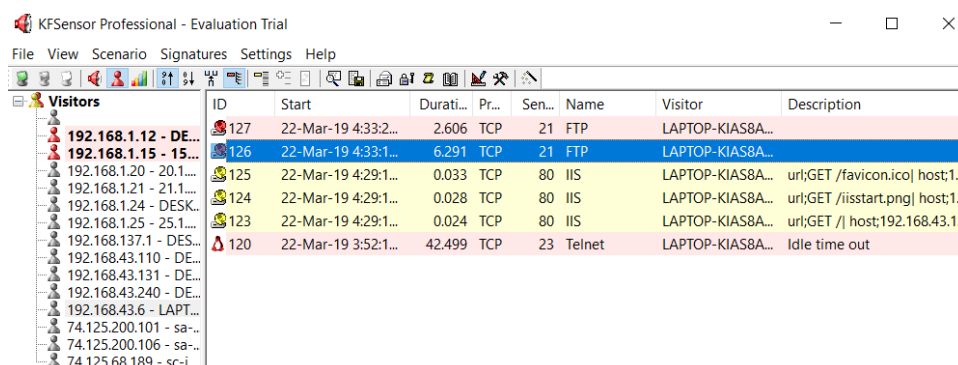 KFSensor Professional - Evaluation Trial
File View Scenario Signatures Settings Help
Visitors
192.168.1.12 - DE...
192.168.1.15 - 15...
192.168.1.20 - 20.1....
192.168.1.21 - 21.1....
192.168.1.24 - DESK..
192.168.1.25 - 25.1....
192.168.137.1 - DES...
192.168.43.110 - DE...
192.168.43.131 - DE...
192.168.43.240 - DE...
192.168.43.6 - LAPT...
74.125.200.101 - sa-..
74.125.200.106 - sa-..
74.125.68.189 - sc-i
ID Start Durati... Pr... Sen... Name Visitor Description
127 22-Mar-19 4:33:2... 2.606 TCP 21 FTP LAPTOP-KIAS8A...
126 22-Mar-19 4:33:1... 6.291 TCP 21 FTP LAPTOP-KIAS8A...
125 22-Mar-19 4:29:1... 0.033 TCP 80 IIS LAPTOP-KIAS8A... url;GET /favicon.ico| host;1.
124 22-Mar-19 4:29:1... 0.028 TCP 80 IIS LAPTOP-KIAS8A... url;GET /iisstart.png| host;1.
123 22-Mar-19 4:29:1... 0.024 TCP 80 IIS LAPTOP-KIAS8A... url;GET /| host;192.168.43.1
120 22-Mar-19 3:52:1... 42.499 TCP 23 Telnet LAPTOP-KIAS8A... Idle time out